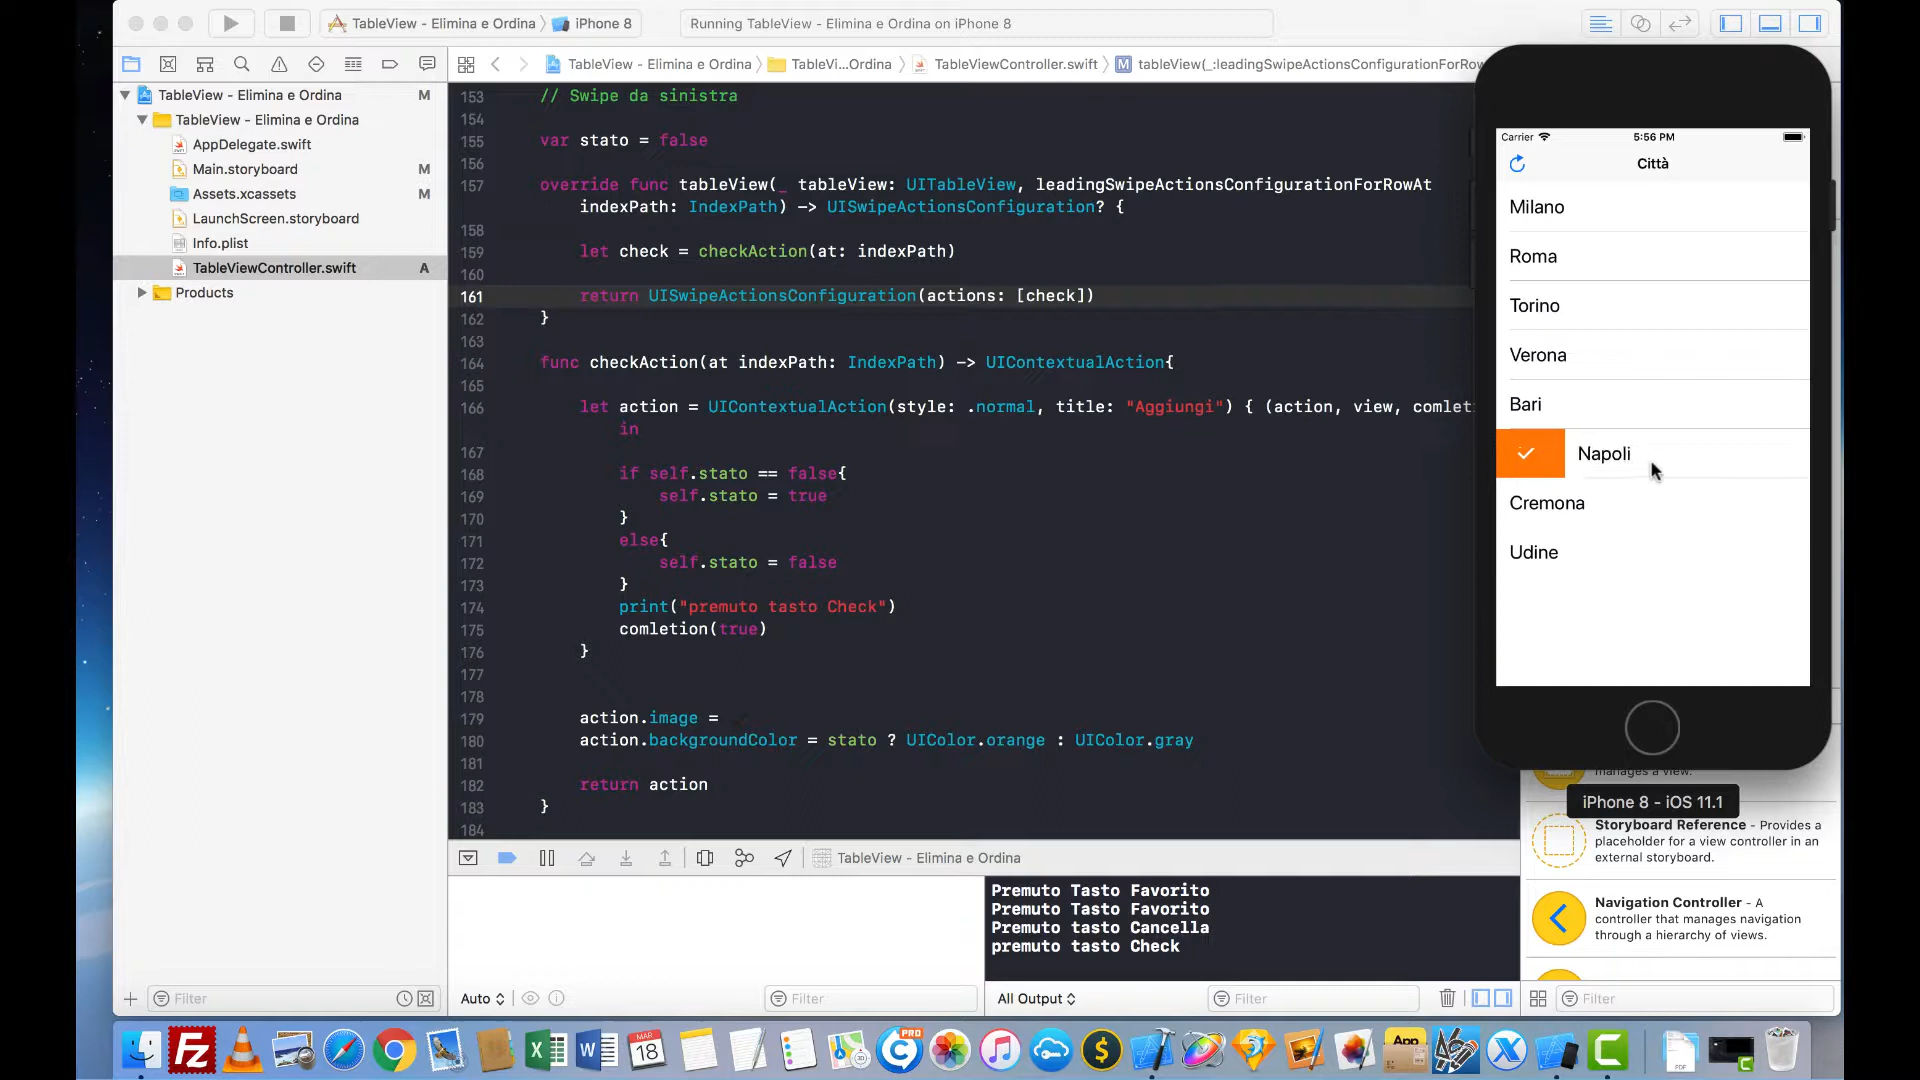 TableView - Elimina e Ordina
iPhone 8
Running TableView - Elimina e Ordina on iPhone 8
TableView - Elimina e Ordina
TableVi...Ordina
TableViewController.swift
M
tableView(_:leadingSwipeActionsConfigurationForRow
TableView - Elimina e Ordina M
TableView - Elimina e Ordina
AppDelegate.swift
Main.storyboard M
Assets.xcassets M
LaunchScreen.storyboard
Info.plist
TableViewController.swift A
Products
Filter
153 // Swipe da sinistra
154
155 var stato = false
156
157 override func tableView(_ tableView: UITableView, leadingSwipeActionsConfigurationForRowAt
indexPath: IndexPath) -> UISwipeActionsConfiguration? {
158
159 let check = checkAction(at: indexPath)
160
161 return UISwipeActionsConfiguration(actions: [check])
162 }
163
164 func checkAction(at indexPath: IndexPath) -> UIContextualAction{
165
166 let action = UIContextualAction(style: .normal, title: "Aggiungi") { (action, view, comlet
in
167
168 if self.stato == false{
169 self.stato = true
170 }
171 else{
172 self.stato = false
173 }
174 print("premuto tasto Check")
175 comletion(true)
176 }
177
178
179 action.image =
180 action.backgroundColor = stato ? UIColor.orange : UIColor.gray
181
182 return action
183 }
184
TableView - Elimina e Ordina
Premuto Tasto Favorito
Premuto Tasto Favorito
Premuto tasto Cancella
premuto tasto Check
Auto
Filter
All Output
Filter
Carrier
5:56 PM
Città
Milano
Roma
Torino
Verona
Bari
Napoli
Cremona
Udine
manages a view.
iPhone 8 - iOS 11.1
Storyboard Reference - Provides a
placeholder for a view controller in an
external storyboard.
Navigation Controller - A
controller that manages navigation
through a hierarchy of views.
Filter
Fz
MAR
18
PRO
App
PDF